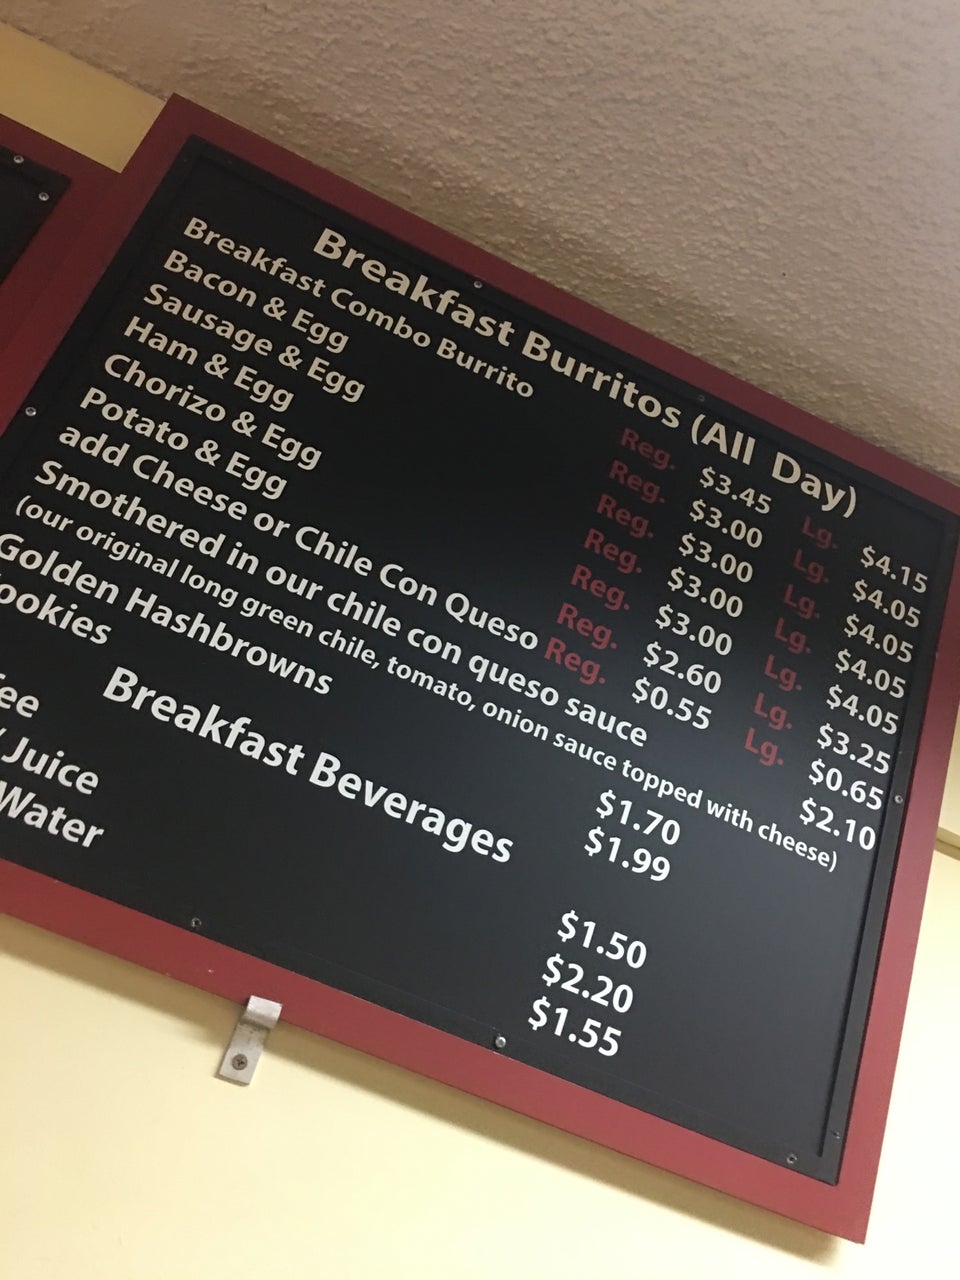 Breakfast Burritos (All Day)
Breakfast Combo Burrito Reg. $3.45 Lg. $4.15
Bacon & Egg Reg. $3.00 Lg. $4.05
Sausage & Egg Reg. $3.00 Lg. $4.05
Ham & Egg Reg. $3.00 Lg. $4.05
Chorizo & Egg Reg. $3.00 Lg. $4.05
Potato & Egg Reg. $2.60 Lg. $3.25
add Cheese or Chile Con Queso Reg. $0.55 Lg. $0.65
Smothered in our chile con queso sauce $2.10
(our original long green chile, tomato, onion sauce topped with cheese)
Golden Hashbrowns $1.70
ookies $1.99
Breakfast Beverages
ee $1.50
Juice $2.20
Water $1.55